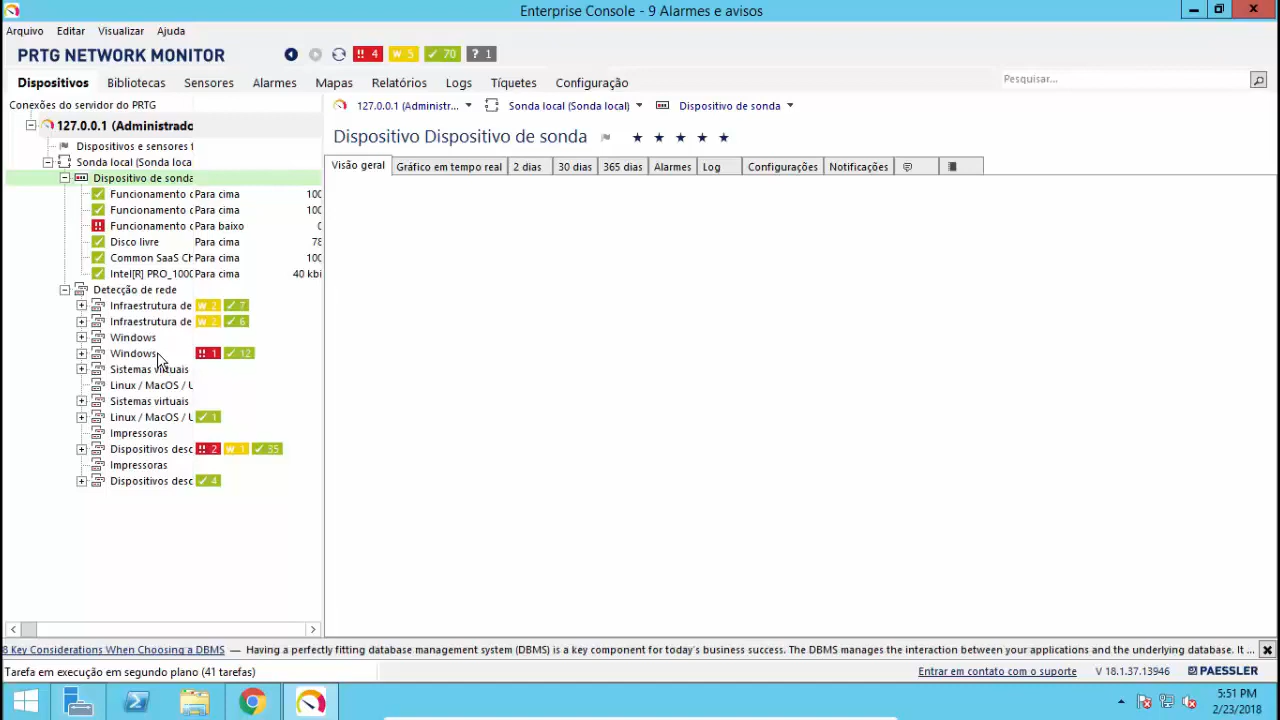 Enterprise Console - 9 Alarmes e avisos
Arquivo Editar Visualizar Ajuda
PRTG NETWORK MONITOR !! 4 W 5 ✓ 70 ? 1
Dispositivos Bibliotecas Sensores Alarmes Mapas Relatórios Logs Tíquetes Configuração Pesquisar...
Conexões do servidor do PRTG
127.0.0.1 (Administr... Sonda local (Sonda local) Dispositivo de sonda
127.0.0.1 (Administrado
Dispositivo Dispositivo de sonda ★ ★ ★ ★ ★
Dispositivos e sensores f
Sonda local (Sonda loca
Visão geral Gráfico em tempo real 2 dias 30 dias 365 dias Alarmes Log Configurações Notificações
Dispositivo de sonda
Funcionamento d Para cima 100
Funcionamento d Para cima 100
Funcionamento d Para baixo 0
Disco livre Para cima 78
Common SaaS Ch Para cima 100
Intel[R] PRO_1000 Para cima 40 kbi
Detecção de rede
Infraestrutura de W 2 ✓ 7
Infraestrutura de W 2 ✓ 6
Windows
Windows !! 1 ✓ 12
Sistemas virtuais
Linux / MacOS / U
Sistemas virtuais
Linux / MacOS / U ✓ 1
Impressoras
Dispositivos desc !! 2 W 1 ✓ 35
Impressoras
Dispositivos desc ✓ 4
8 Key Considerations When Choosing a DBMS — Having a perfectly fitting database management system (DBMS) is a key component for today's business success. The DBMS manages the interaction between your applications and the underlying database. It ...
Tarefa em execução em segundo plano (41 tarefas) Entrar em contato com o suporte V 18.1.37.13946 PAESSLER
5:51 PM
2/23/2018